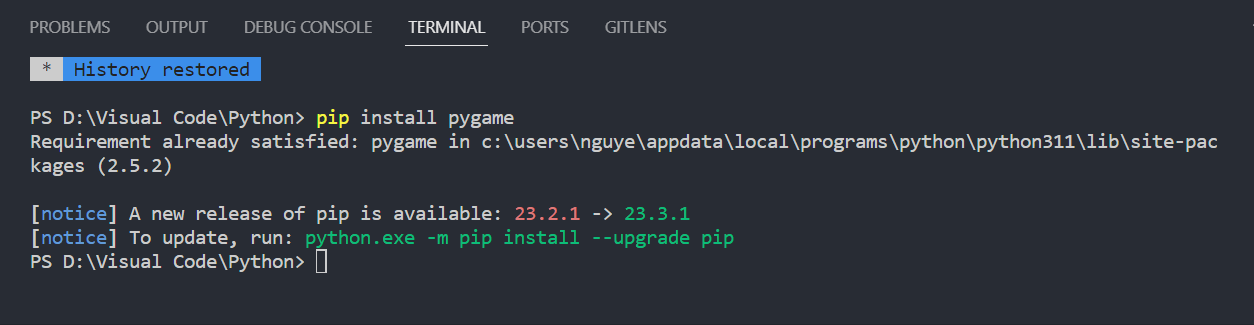 PROBLEMS OUTPUT DEBUG CONSOLE TERMINAL PORTS GITLENS
* History restored
PS D:\Visual Code\Python> pip install pygame
Requirement already satisfied: pygame in c:\users\nguye\appdata\local\programs\python\python311\lib\site-pac
kages (2.5.2)
[notice] A new release of pip is available: 23.2.1 -> 23.3.1
[notice] To update, run: python.exe -m pip install --upgrade pip
PS D:\Visual Code\Python>